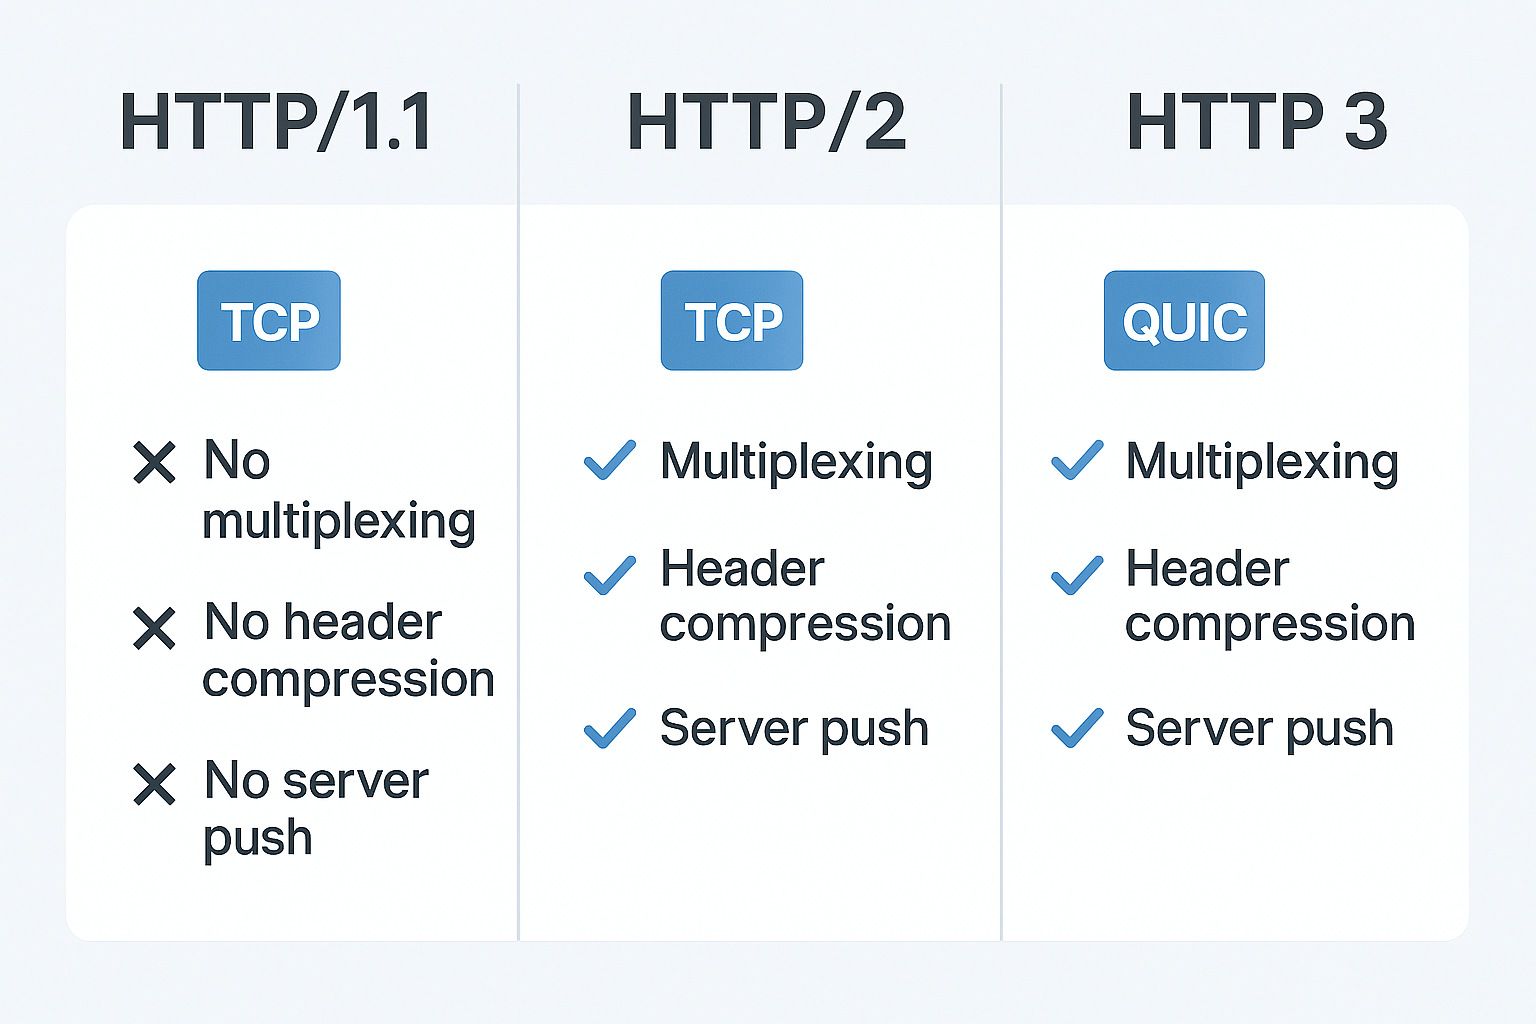 HTTP/1.1
TCP
No
multiplexing
No header
compression
No server
push
HTTP/2
TCP
Multiplexing
Header
compression
Server push
HTTP 3
QUIC
Multiplexing
Header
compression
Server push